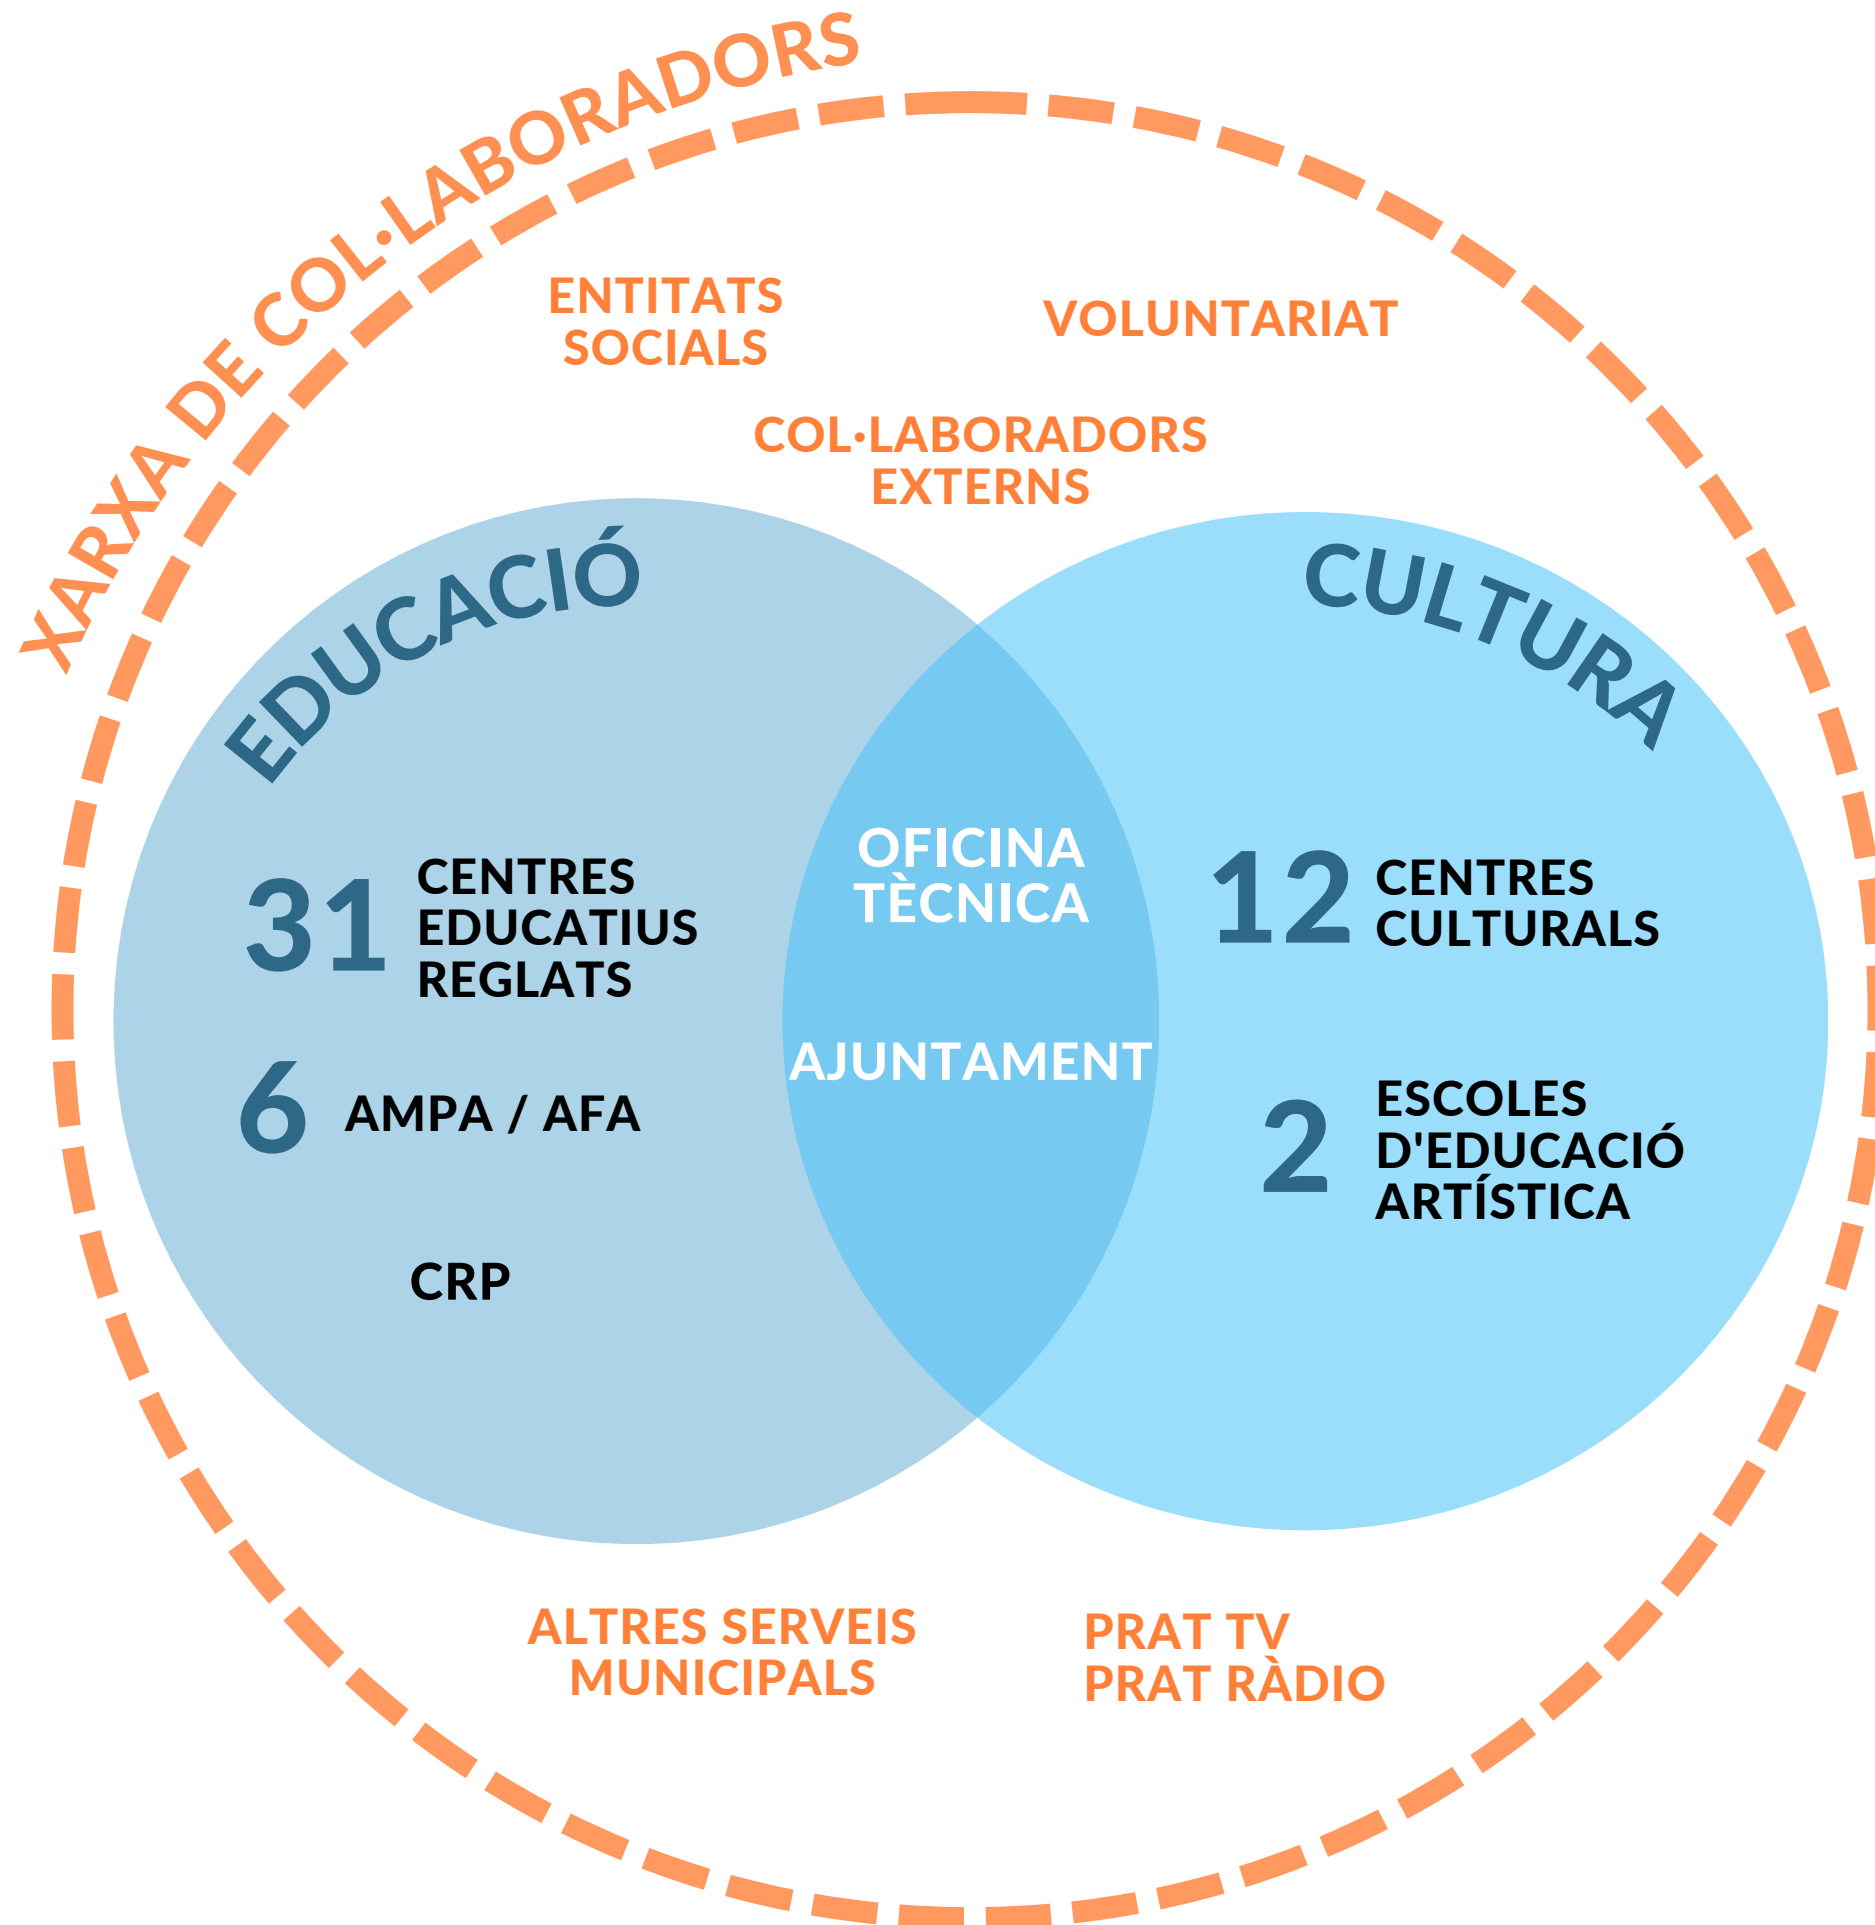 XARXA DE COL·LABORADORS
ENTITATS
SOCIALS
VOLUNTARIAT
COL·LABORADORS
EXTERNS
EDUCACIÓ
31 CENTRES
EDUCATIUS
REGLATS
6 AMPA / AFA
CRP
OFICINA
TÈCNICA
AJUNTAMENT
CULTURA
12 CENTRES
CULTURALS
2 ESCOLES
D'EDUCACIÓ
ARTÍSTICA
ALTRES SERVEIS
MUNICIPALS
PRAT TV
PRAT RÀDIO